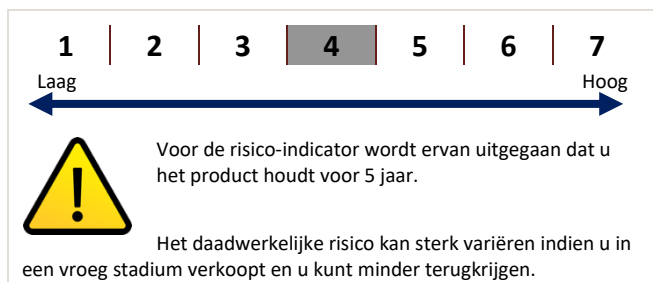 1 2 3 4 5 6 7
Laag Hoog
Voor de risico-indicator wordt ervan uitgegaan dat u
het product houdt voor 5 jaar.
Het daadwerkelijke risico kan sterk variëren indien u in
een vroeg stadium verkoopt en u kunt minder terugkrijgen.